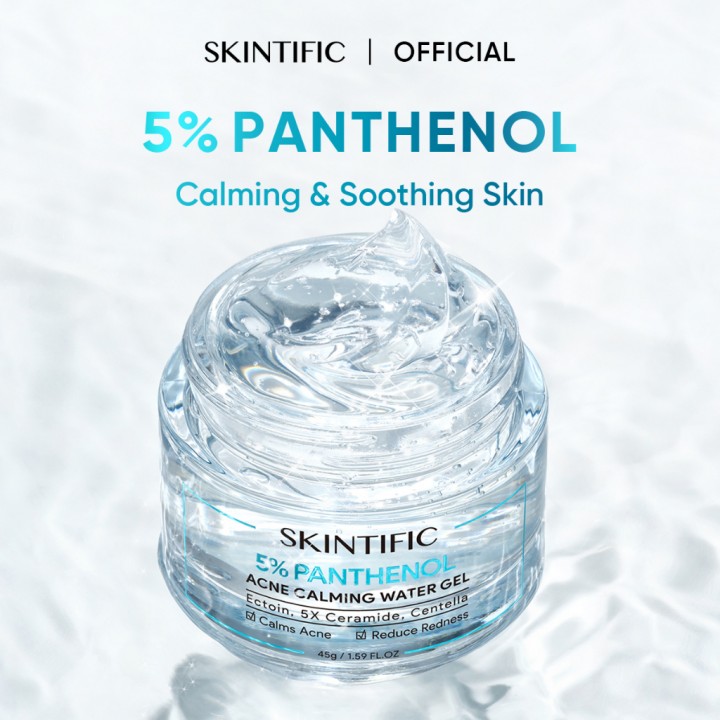 SKINTIFIC | OFFICIAL
5% PANTHENOL
Calming & Soothing Skin
SKINTIFIC
5% PANTHENOL
ACNE CALMING WATER GEL
Ectoin, 5X Ceramide, Centella
☑ Calms Acne ☑ Reduce Redness
45g / 1.59 FL.OZ